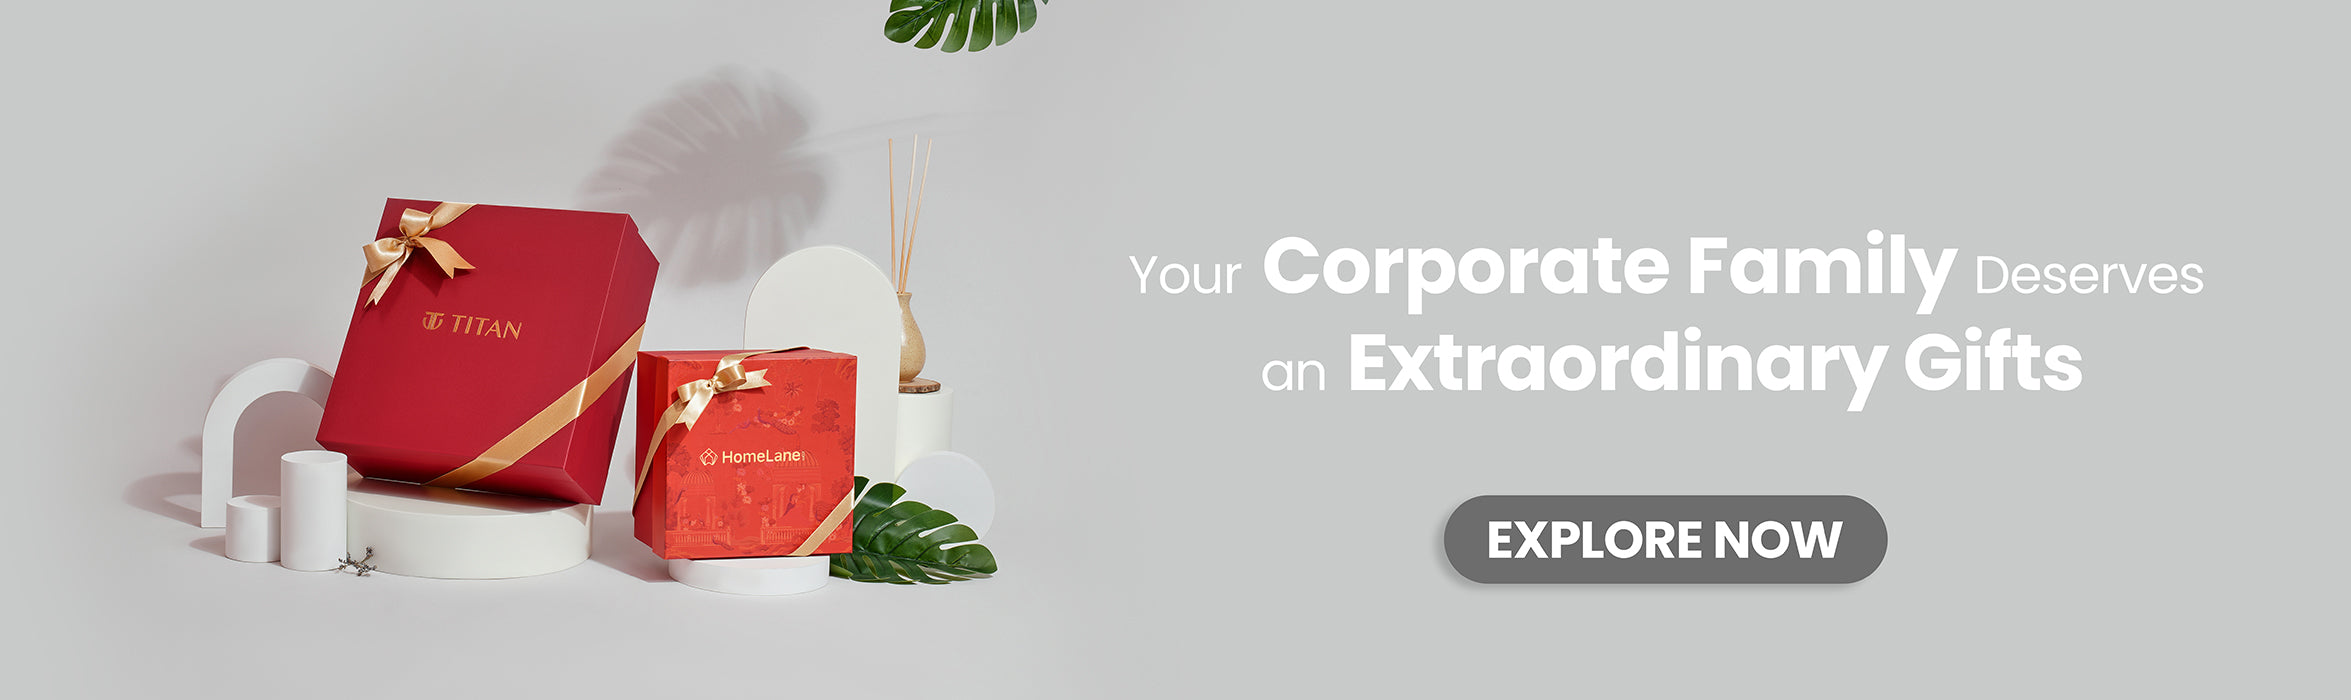 TITAN
HomeLane
Your Corporate Family Deserves
an Extraordinary Gifts
EXPLORE NOW